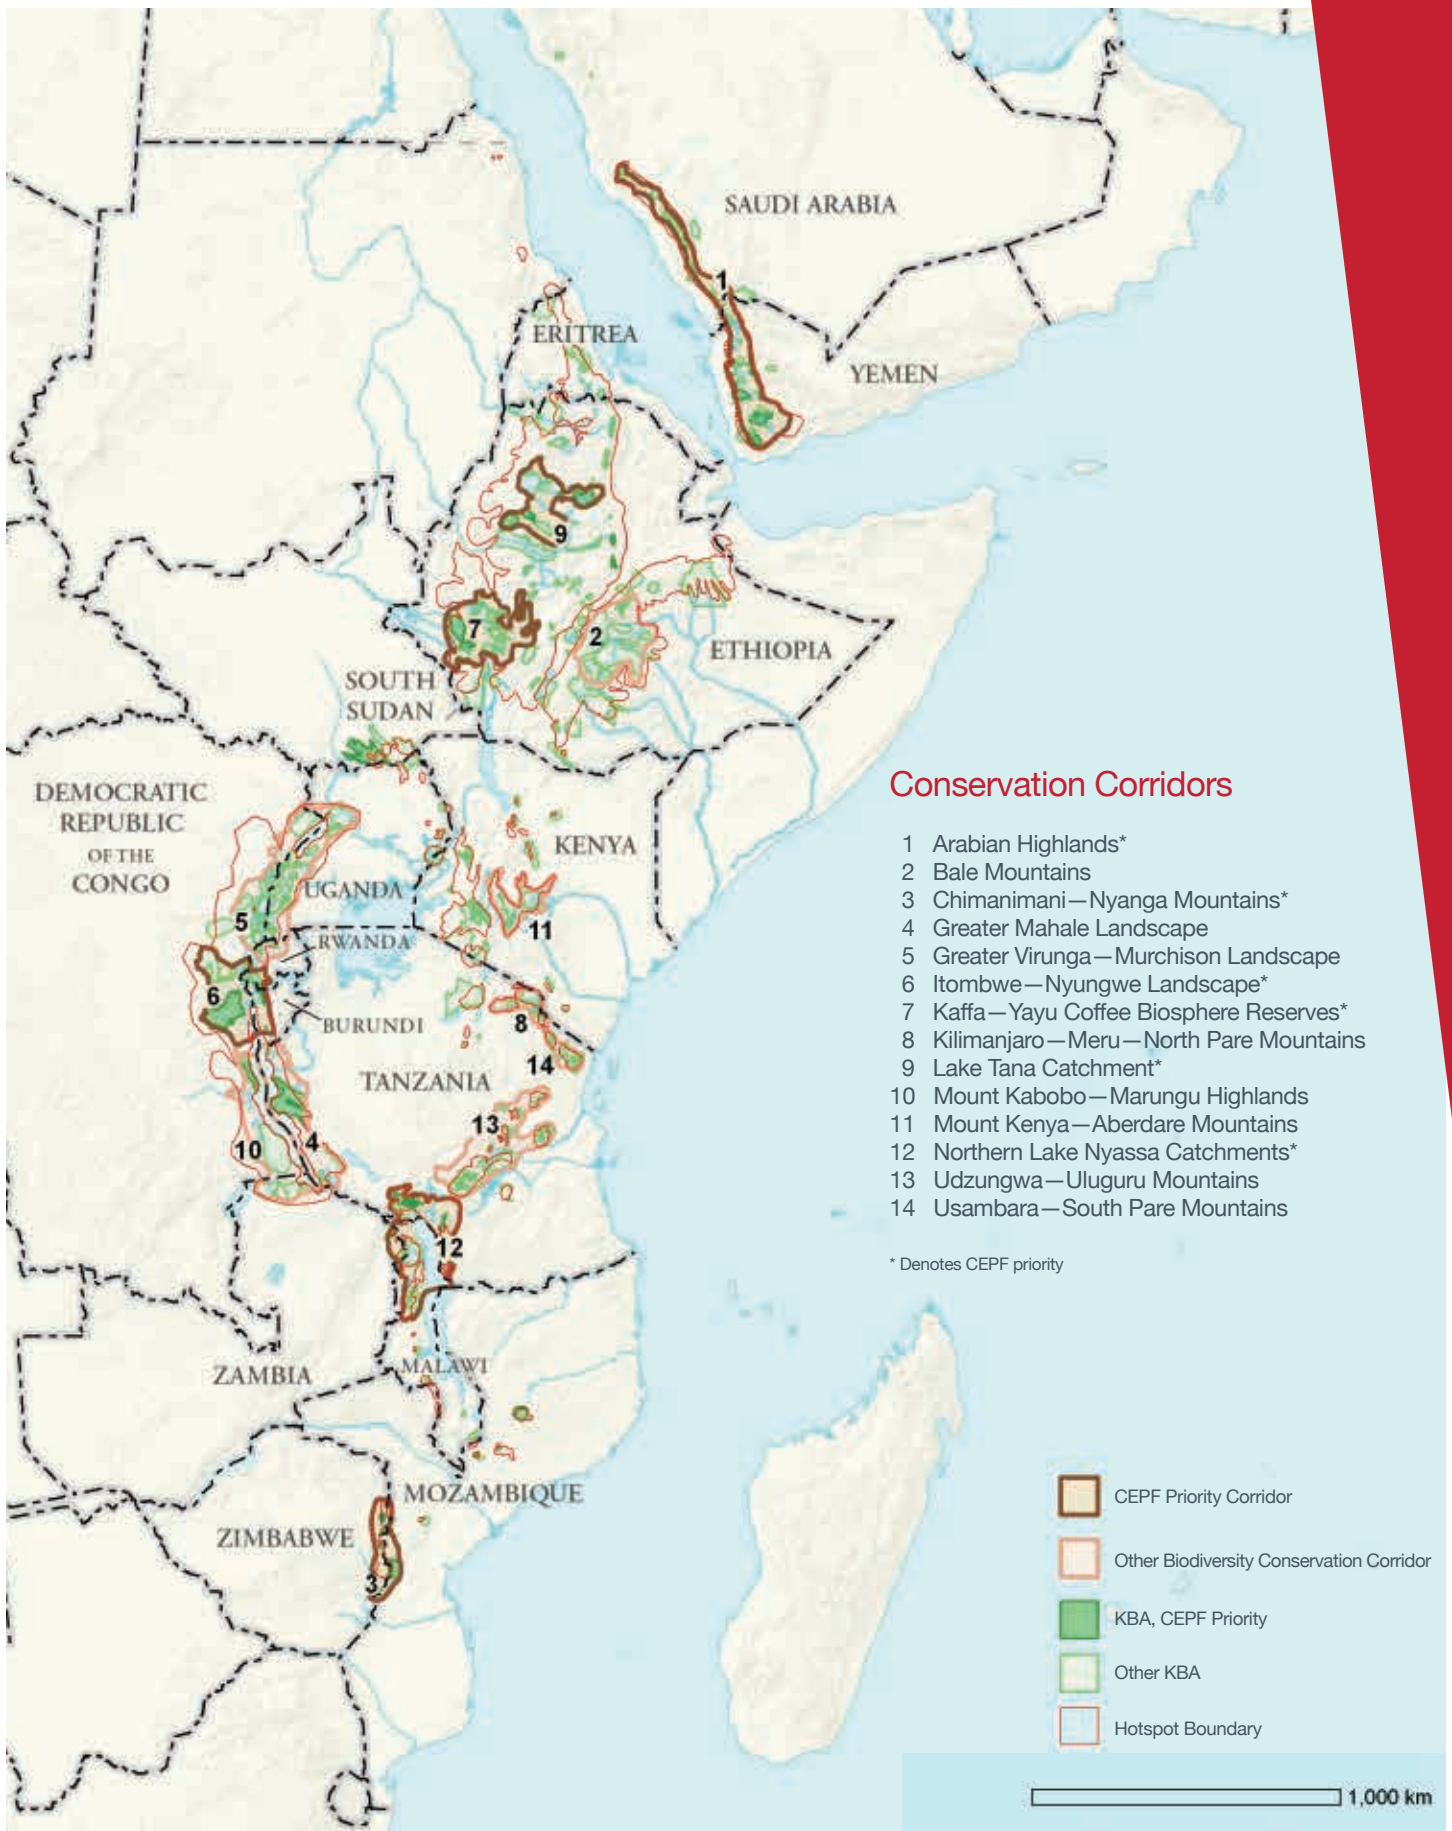 SAUDI ARABIA
1
ERITREA
YEMEN
9
7
2
ETHIOPIA
SOUTH
SUDAN
DEMOCRATIC
REPUBLIC
OF THE
CONGO
KENYA
UGANDA
5
11
RWANDA
6
BURUNDI
8
14
TANZANIA
13
10
4
12
ZAMBIA
MALAWI
MOZAMBIQUE
ZIMBABWE
3
Conservation Corridors
1 Arabian Highlands*
2 Bale Mountains
3 Chimanimani—Nyanga Mountains*
4 Greater Mahale Landscape
5 Greater Virunga—Murchison Landscape
6 Itombwe—Nyungwe Landscape*
7 Kaffa—Yayu Coffee Biosphere Reserves*
8 Kilimanjaro—Meru—North Pare Mountains
9 Lake Tana Catchment*
10 Mount Kabobo—Marungu Highlands
11 Mount Kenya—Aberdare Mountains
12 Northern Lake Nyassa Catchments*
13 Udzungwa—Uluguru Mountains
14 Usambara—South Pare Mountains
* Denotes CEPF priority
CEPF Priority Corridor
Other Biodiversity Conservation Corridor
KBA, CEPF Priority
Other KBA
Hotspot Boundary
1,000 km